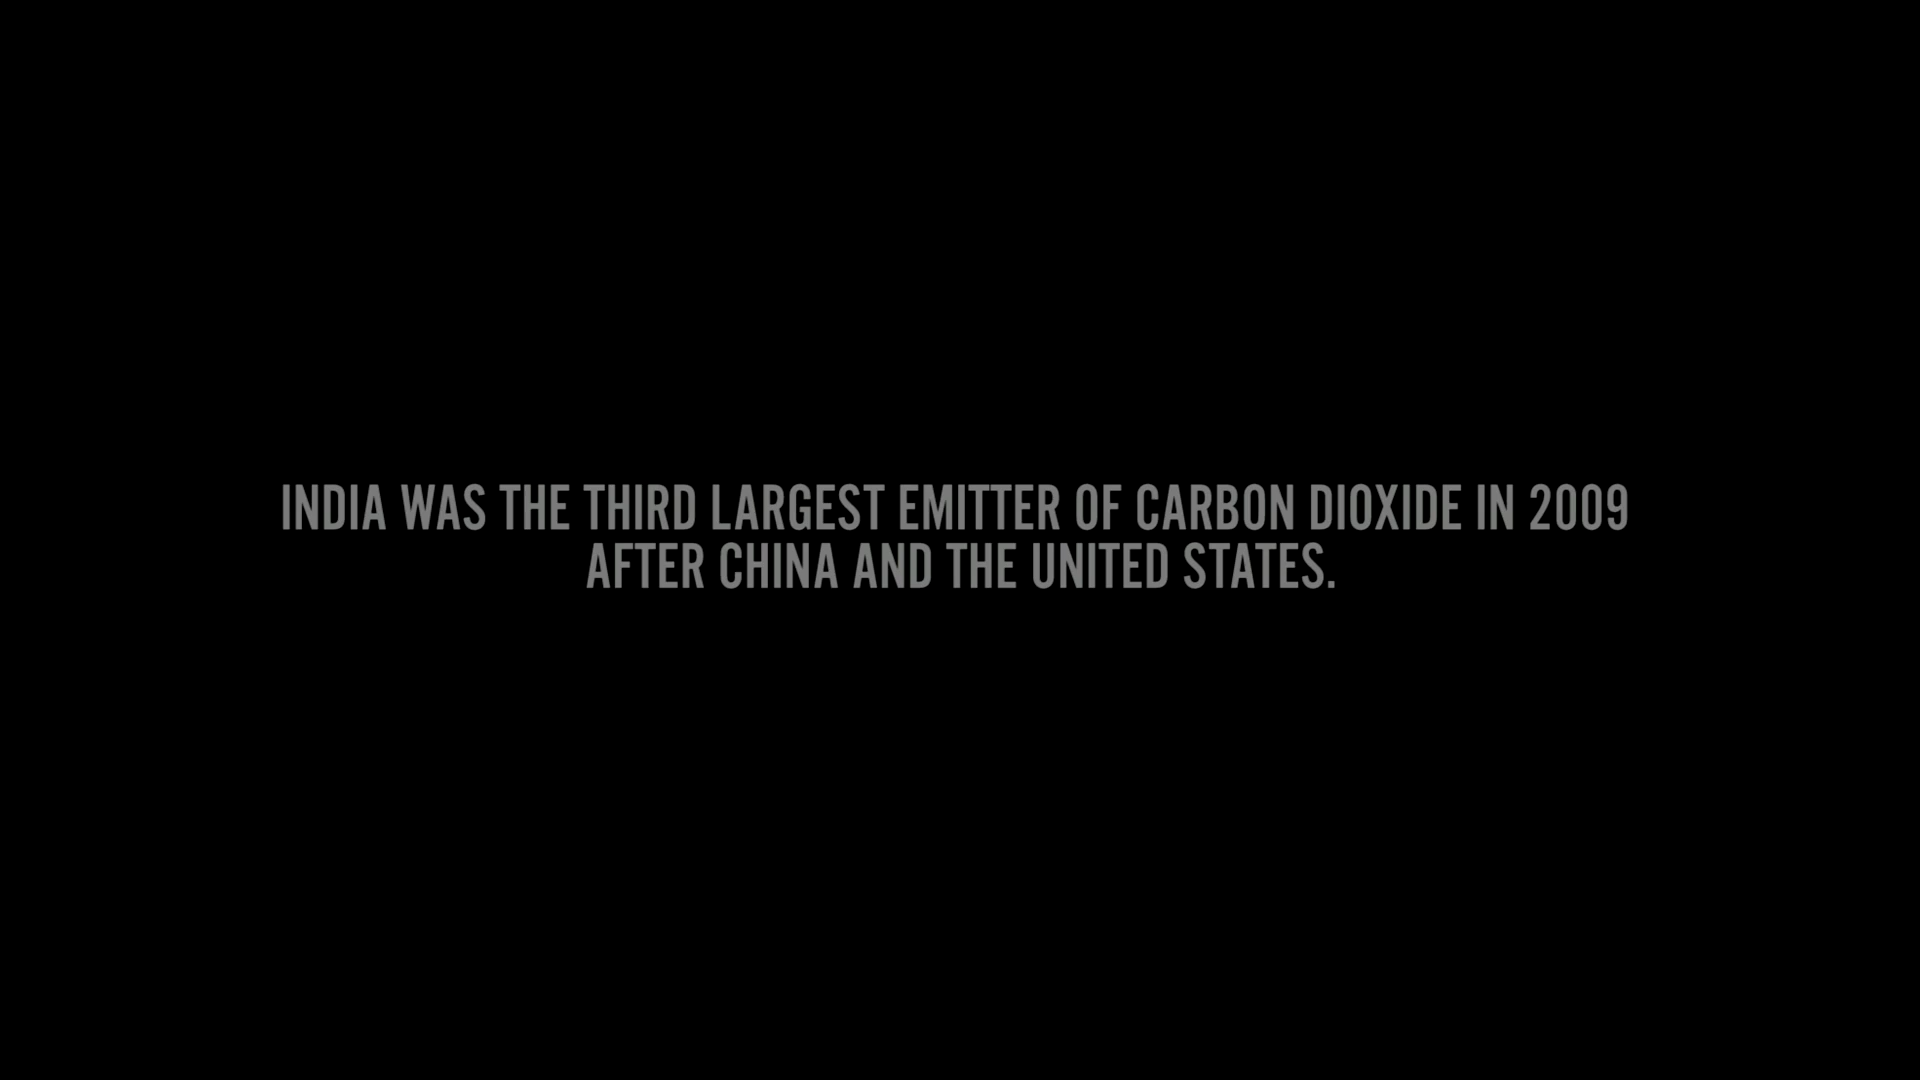 INDIA WAS THE THIRD LARGEST EMITTER OF CARBON DIOXIDE IN 2009
AFTER CHINA AND THE UNITED STATES.